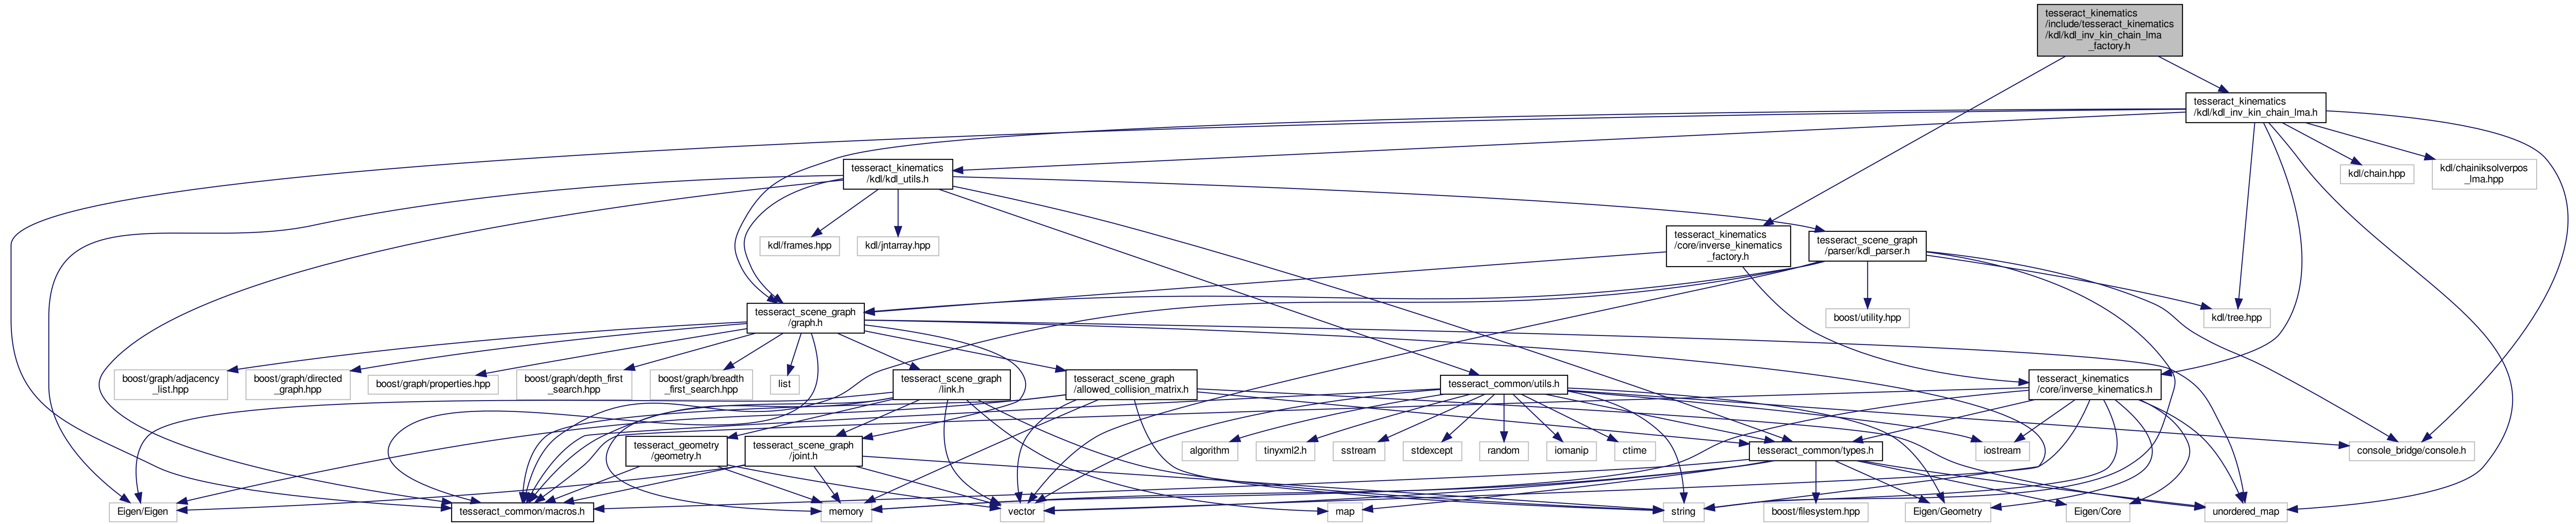 tesseract_kinematics
/include/tesseract_kinematics
/kdl/kdl_inv_kin_chain_lma
_factory.h
tesseract_kinematics
/kdl/kdl_inv_kin_chain_lma.h
tesseract_kinematics
/kdl/kdl_utils.h
kdl/chain.hpp
kdl/chainiksolverpos
_lma.hpp
kdl/frames.hpp
kdl/jntarray.hpp
tesseract_kinematics
/core/inverse_kinematics
_factory.h
tesseract_scene_graph
/parser/kdl_parser.h
tesseract_scene_graph
/graph.h
boost/utility.hpp
kdl/tree.hpp
boost/graph/adjacency
_list.hpp
boost/graph/directed
_graph.hpp
boost/graph/properties.hpp
boost/graph/depth_first
_search.hpp
boost/graph/breadth
_first_search.hpp
list
tesseract_scene_graph
/link.h
tesseract_scene_graph
/allowed_collision_matrix.h
tesseract_common/utils.h
tesseract_kinematics
/core/inverse_kinematics.h
tesseract_geometry
/geometry.h
tesseract_scene_graph
/joint.h
algorithm
tinyxml2.h
sstream
stdexcept
random
iomanip
ctime
tesseract_common/types.h
iostream
console_bridge/console.h
Eigen/Eigen
tesseract_common/macros.h
memory
vector
map
string
boost/filesystem.hpp
Eigen/Geometry
Eigen/Core
unordered_map